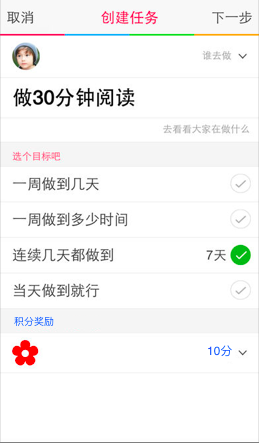 取消 创建任务 下一步
谁去做
做30分钟阅读
去看看大家在做什么
选个目标吧
一周做到几天
一周做到多少时间
连续几天都做到 7天
当天做到就行
积分奖励
10分